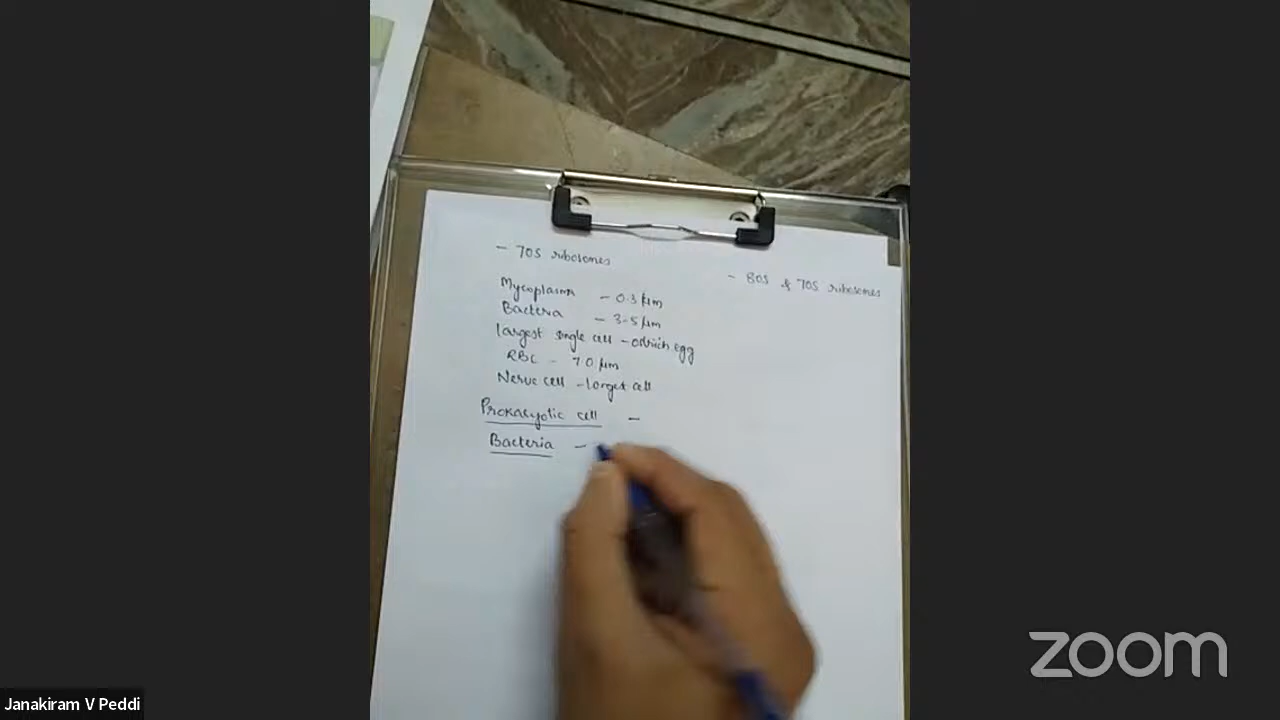 - 70S ribosomes
- 80S & 70S ribosomes
Mycoplasma - 0.3 μm
Bacteria - 3-5 μm
largest single cell - ostrich egg
RBC - 7.0 μm
Nerve cell - longest cell
Prokaryotic cell -
Bacteria -
zoom
Janakiram V Peddi